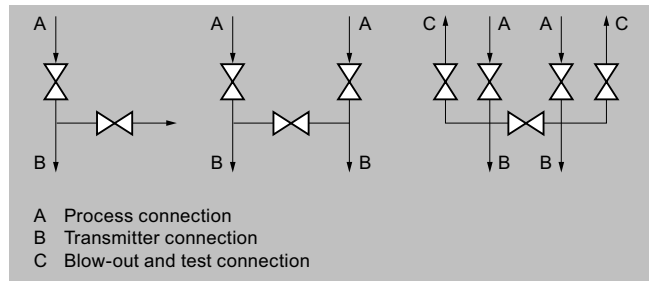 A A A C A A C
B B B B B
A Process connection
B Transmitter connection
C Blow-out and test connection